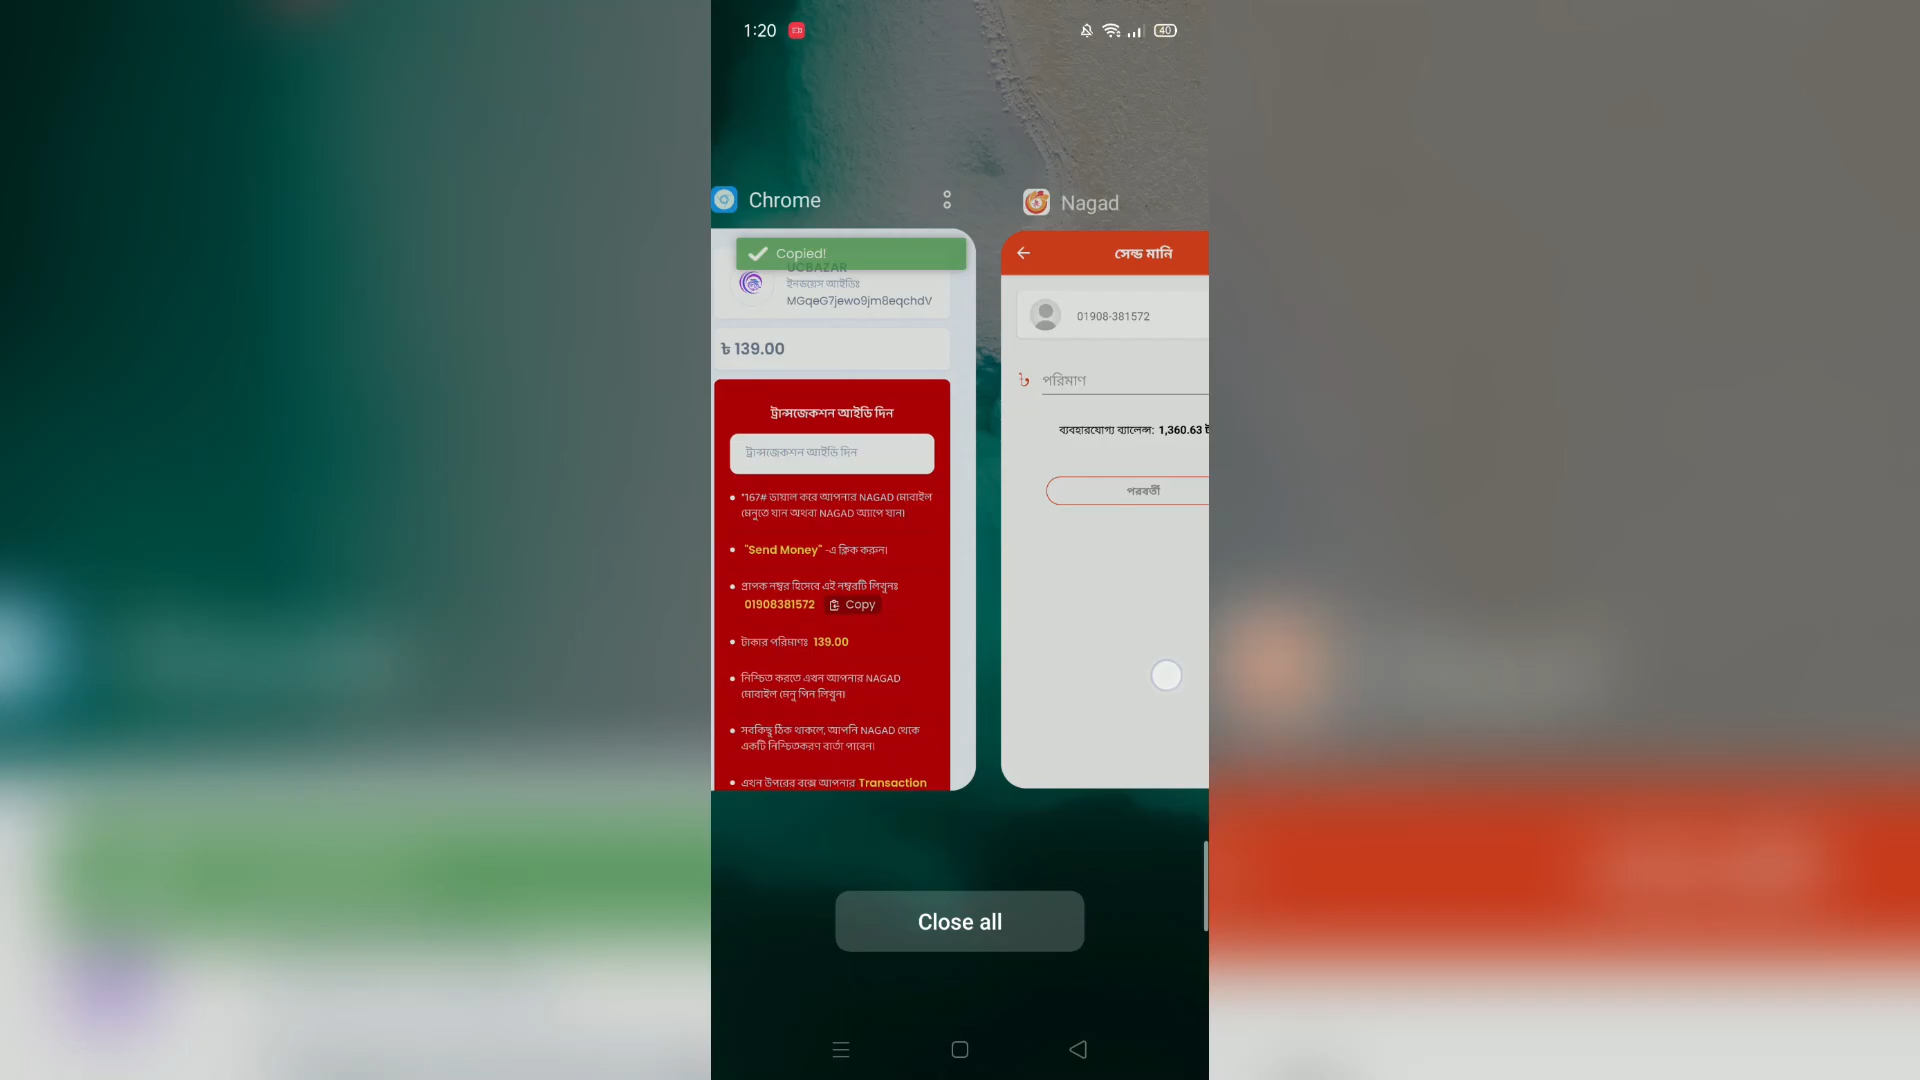 1:20
40
Chrome
Nagad
Copied!
UCBAZAR
ইনভয়েস আইডিঃ
MGqeG7jewo9jm8eqchdV
৳ 139.00
ট্রান্সজেকশন আইডি দিন
ট্রান্সজেকশন আইডি দিন
*167# ডায়াল করে আপনার NAGAD মোবাইল
মেনুতে যান অথবা NAGAD অ্যাপে যান।
"Send Money" -এ ক্লিক করুন।
প্রাপক নম্বর হিসেবে এই নম্বরটি লিখুনঃ
01908381572 Copy
টাকার পরিমাণঃ 139.00
নিশ্চিত করতে এখন আপনার NAGAD
মোবাইল মেনু পিন লিখুন।
সবকিছু ঠিক থাকলে, আপনি NAGAD থেকে
একটি নিশ্চিতকরণ বার্তা পাবেন।
এখন উপরের বক্সে আপনার Transaction
সেন্ড মানি
01908-381572
৳ পরিমাণ
ব্যবহারযোগ্য ব্যালেন্স: 1,360.63 ট
পরবর্তী
Close all